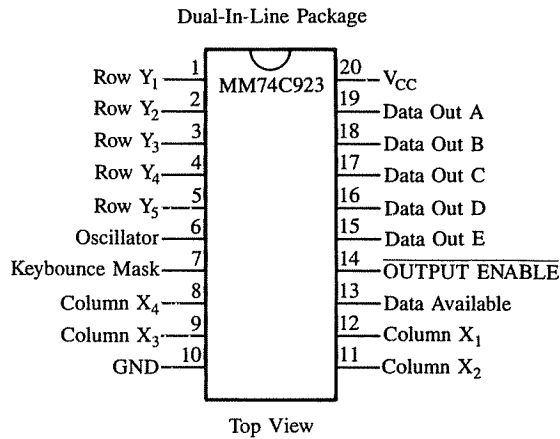 Dual-In-Line Package
Row Y1 1 MM74C923 20 VCC
Row Y2 2 19 Data Out A
Row Y3 3 18 Data Out B
Row Y4 4 17 Data Out C
Row Y5 5 16 Data Out D
Oscillator 6 15 Data Out E
Keybounce Mask 7 14 OUTPUT ENABLE
Column X4 8 13 Data Available
Column X3 9 12 Column X1
GND 10 11 Column X2
Top View